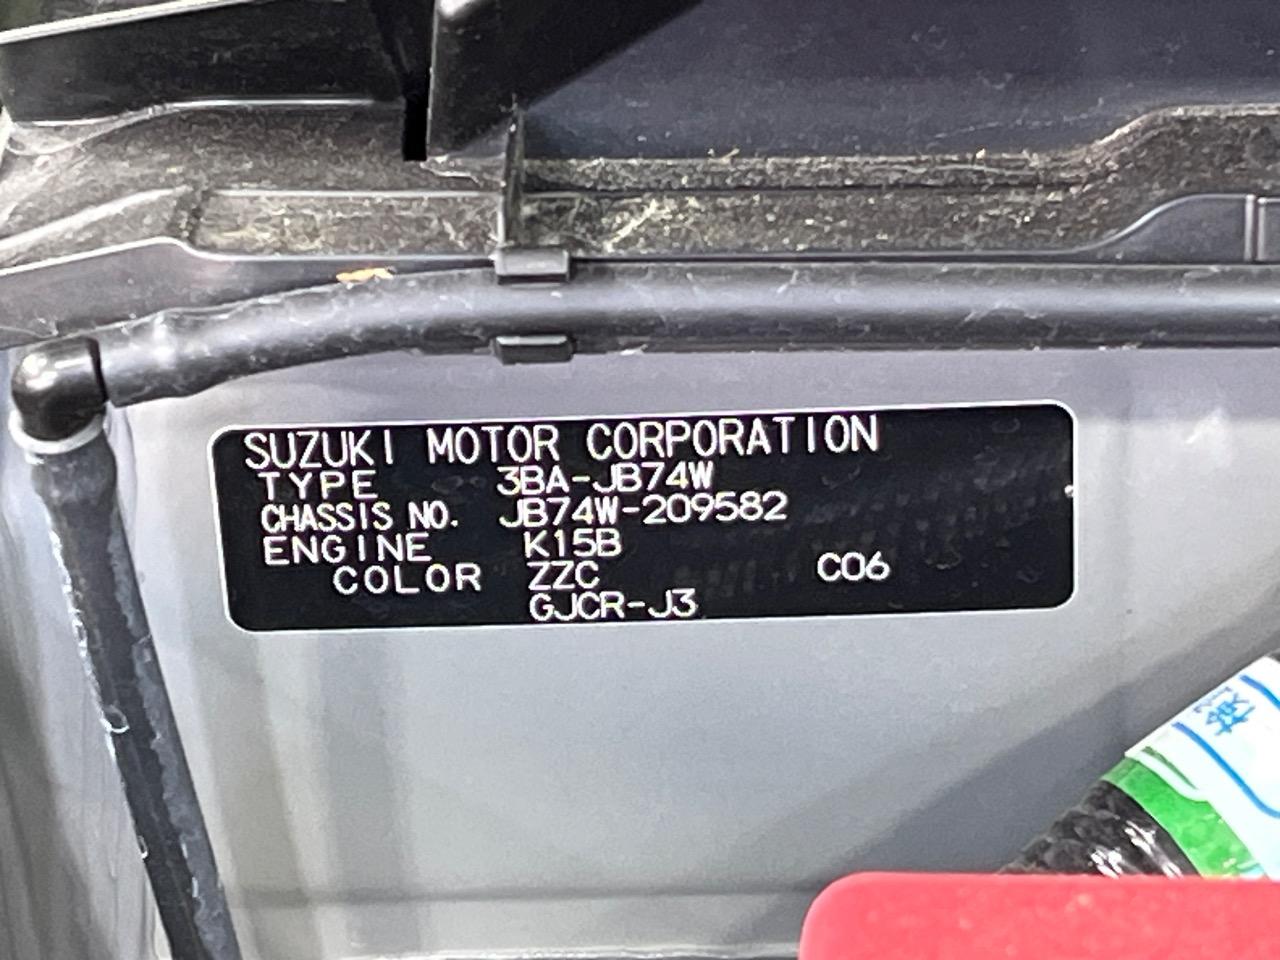 SUZUKI MOTOR CORPORATION
TYPE 3BA-JB74W
CHASSIS NO. JB74W-209582
ENGINE K15B
COLOR ZZC C06
GJCR-J3